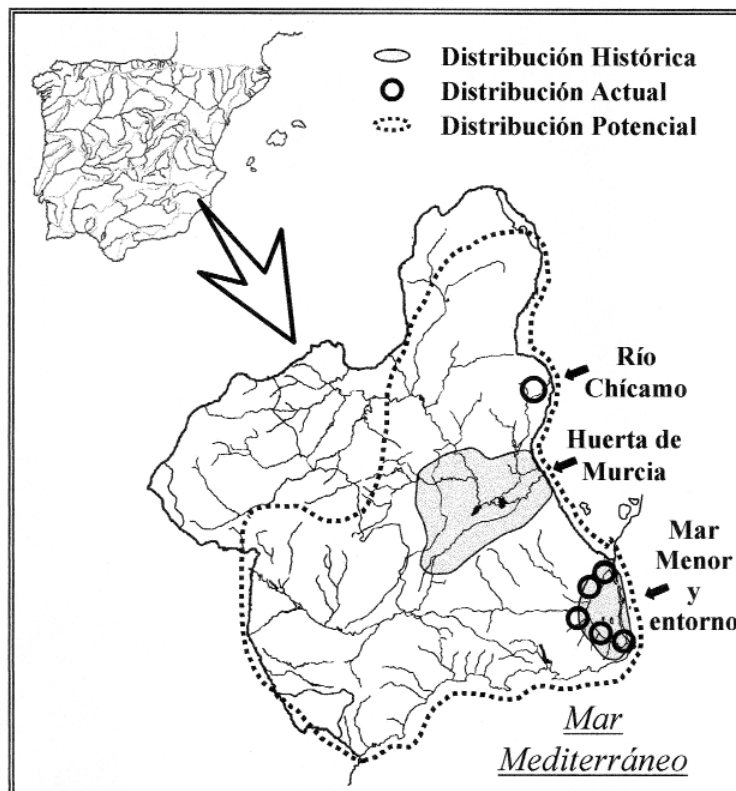 Distribución Histórica
Distribución Actual
Distribución Potencial
Río
Chícamo
Huerta de
Murcia
Mar
Menor
y
entorno
Mar
Mediterráneo